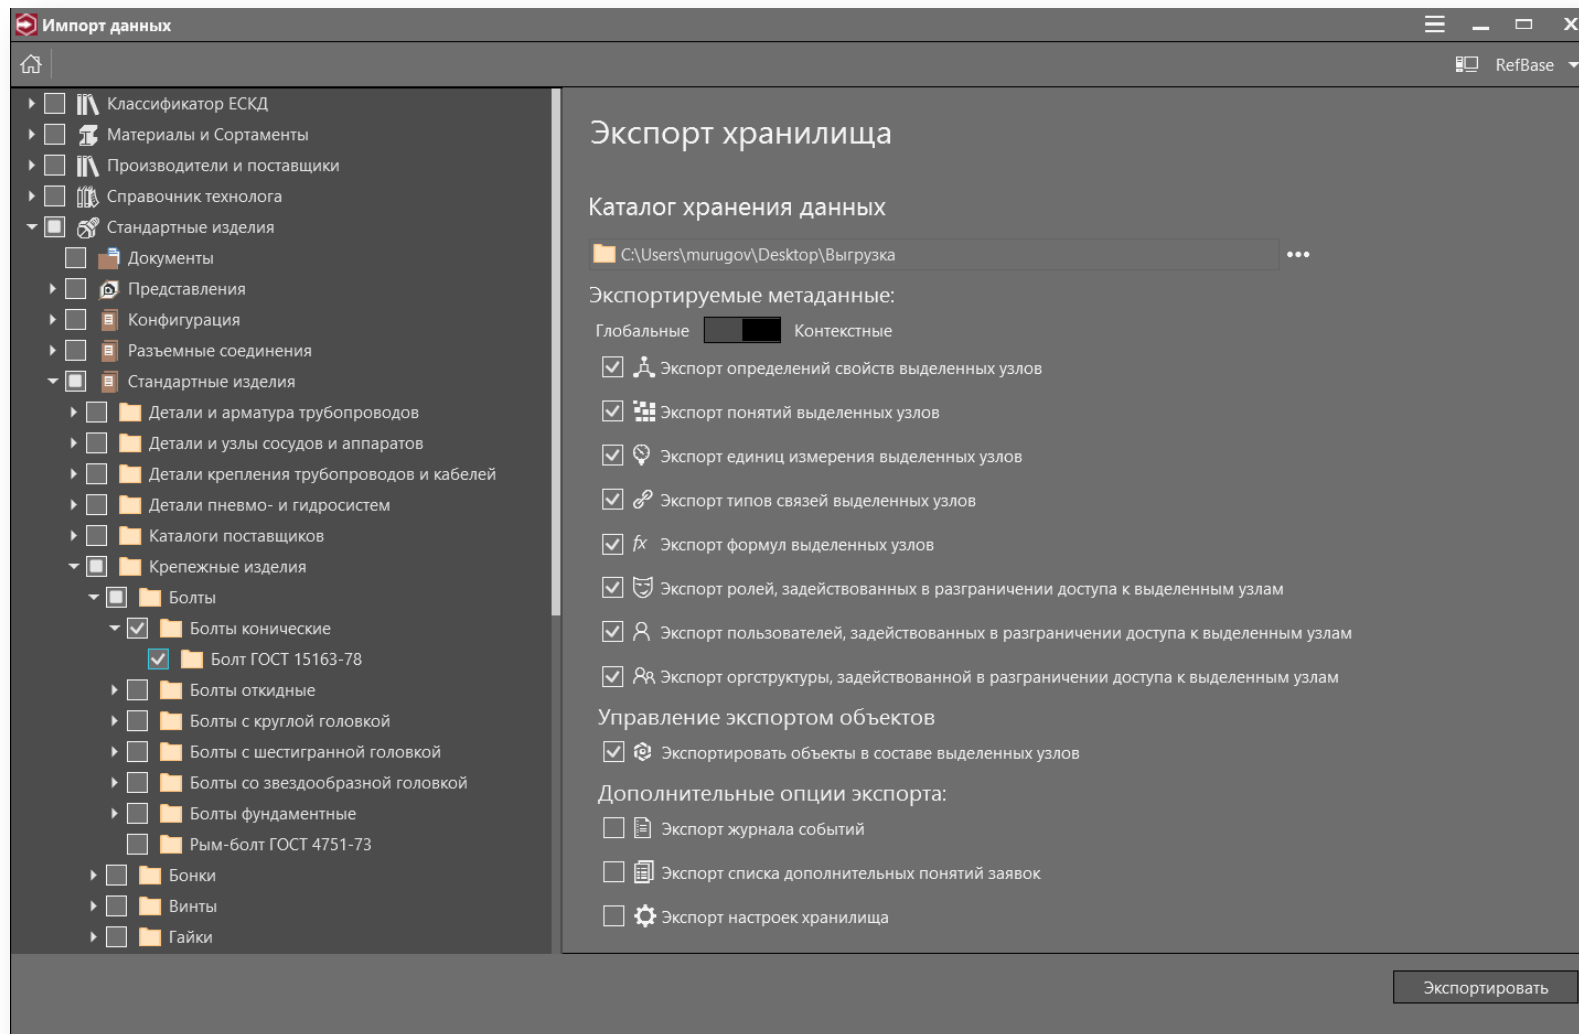 Импорт данных
RefBase
Классификатор ЕСКД
Материалы и Сортаменты
Производители и поставщики
Справочник технолога
Стандартные изделия
Документы
Представления
Конфигурация
Разъемные соединения
Стандартные изделия
Детали и арматура трубопроводов
Детали и узлы сосудов и аппаратов
Детали крепления трубопроводов и кабелей
Детали пневмо- и гидросистем
Каталоги поставщиков
Крепежные изделия
Болты
Болты конические
Болт ГОСТ 15163-78
Болты откидные
Болты с круглой головкой
Болты с шестигранной головкой
Болты со звездообразной головкой
Болты фундаментные
Рым-болт ГОСТ 4751-73
Бонки
Винты
Гайки
Экспорт хранилища
Каталог хранения данных
C:\Users\murugov\Desktop\Выгрузка
Экспортируемые метаданные:
Глобальные Контекстные
Экспорт определений свойств выделенных узлов
Экспорт понятий выделенных узлов
Экспорт единиц измерения выделенных узлов
Экспорт типов связей выделенных узлов
fx Экспорт формул выделенных узлов
Экспорт ролей, задействованных в разграничении доступа к выделенным узлам
Экспорт пользователей, задействованных в разграничении доступа к выделенным узлам
Экспорт оргструктуры, задействованной в разграничении доступа к выделенным узлам
Управление экспортом объектов
Экспортировать объекты в составе выделенных узлов
Дополнительные опции экспорта:
Экспорт журнала событий
Экспорт списка дополнительных понятий заявок
Экспорт настроек хранилища
Экспортировать